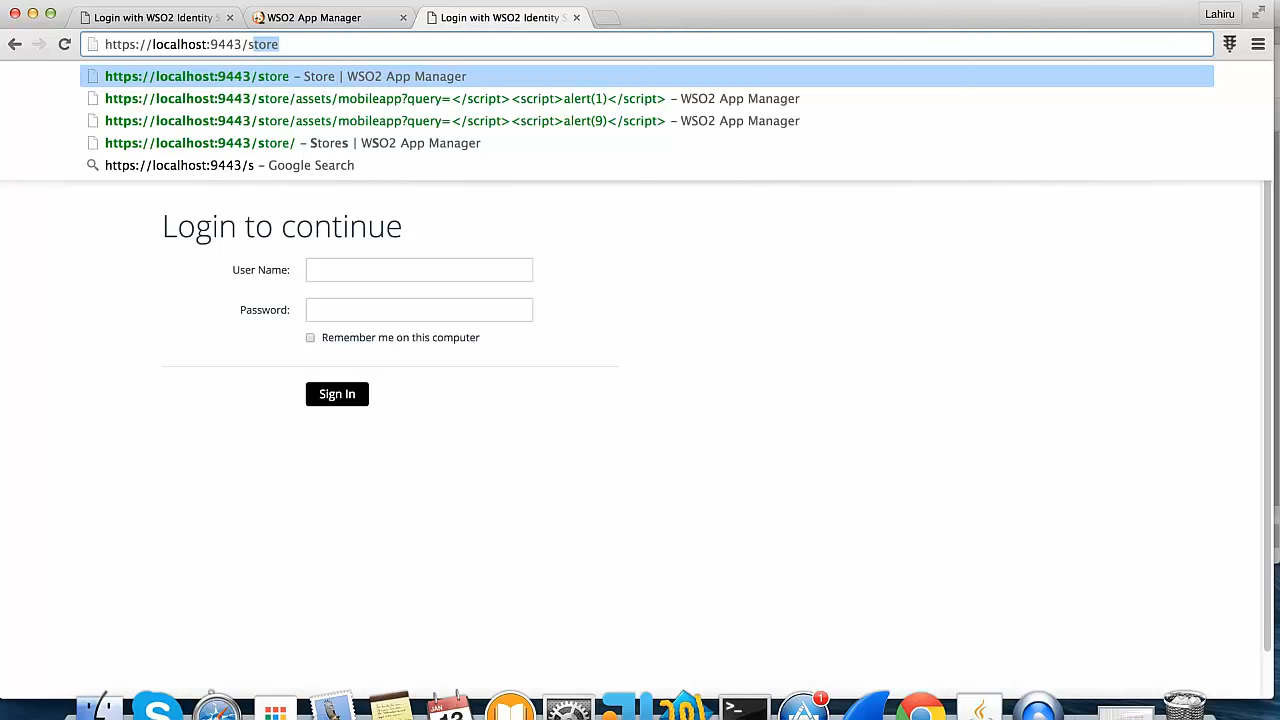 Login with WSO2 Identity S
WSO2 App Manager
Login with WSO2 Identity S
Lahiru
https://localhost:9443/store
https://localhost:9443/store – Store | WSO2 App Manager
https://localhost:9443/store/assets/mobileapp?query=</script><script>alert(1)</script> – WSO2 App Manager
https://localhost:9443/store/assets/mobileapp?query=</script><script>alert(9)</script> – WSO2 App Manager
https://localhost:9443/store/ – Stores | WSO2 App Manager
https://localhost:9443/s – Google Search
Login to continue
User Name:
Password:
Remember me on this computer
Sign In
JAN
1